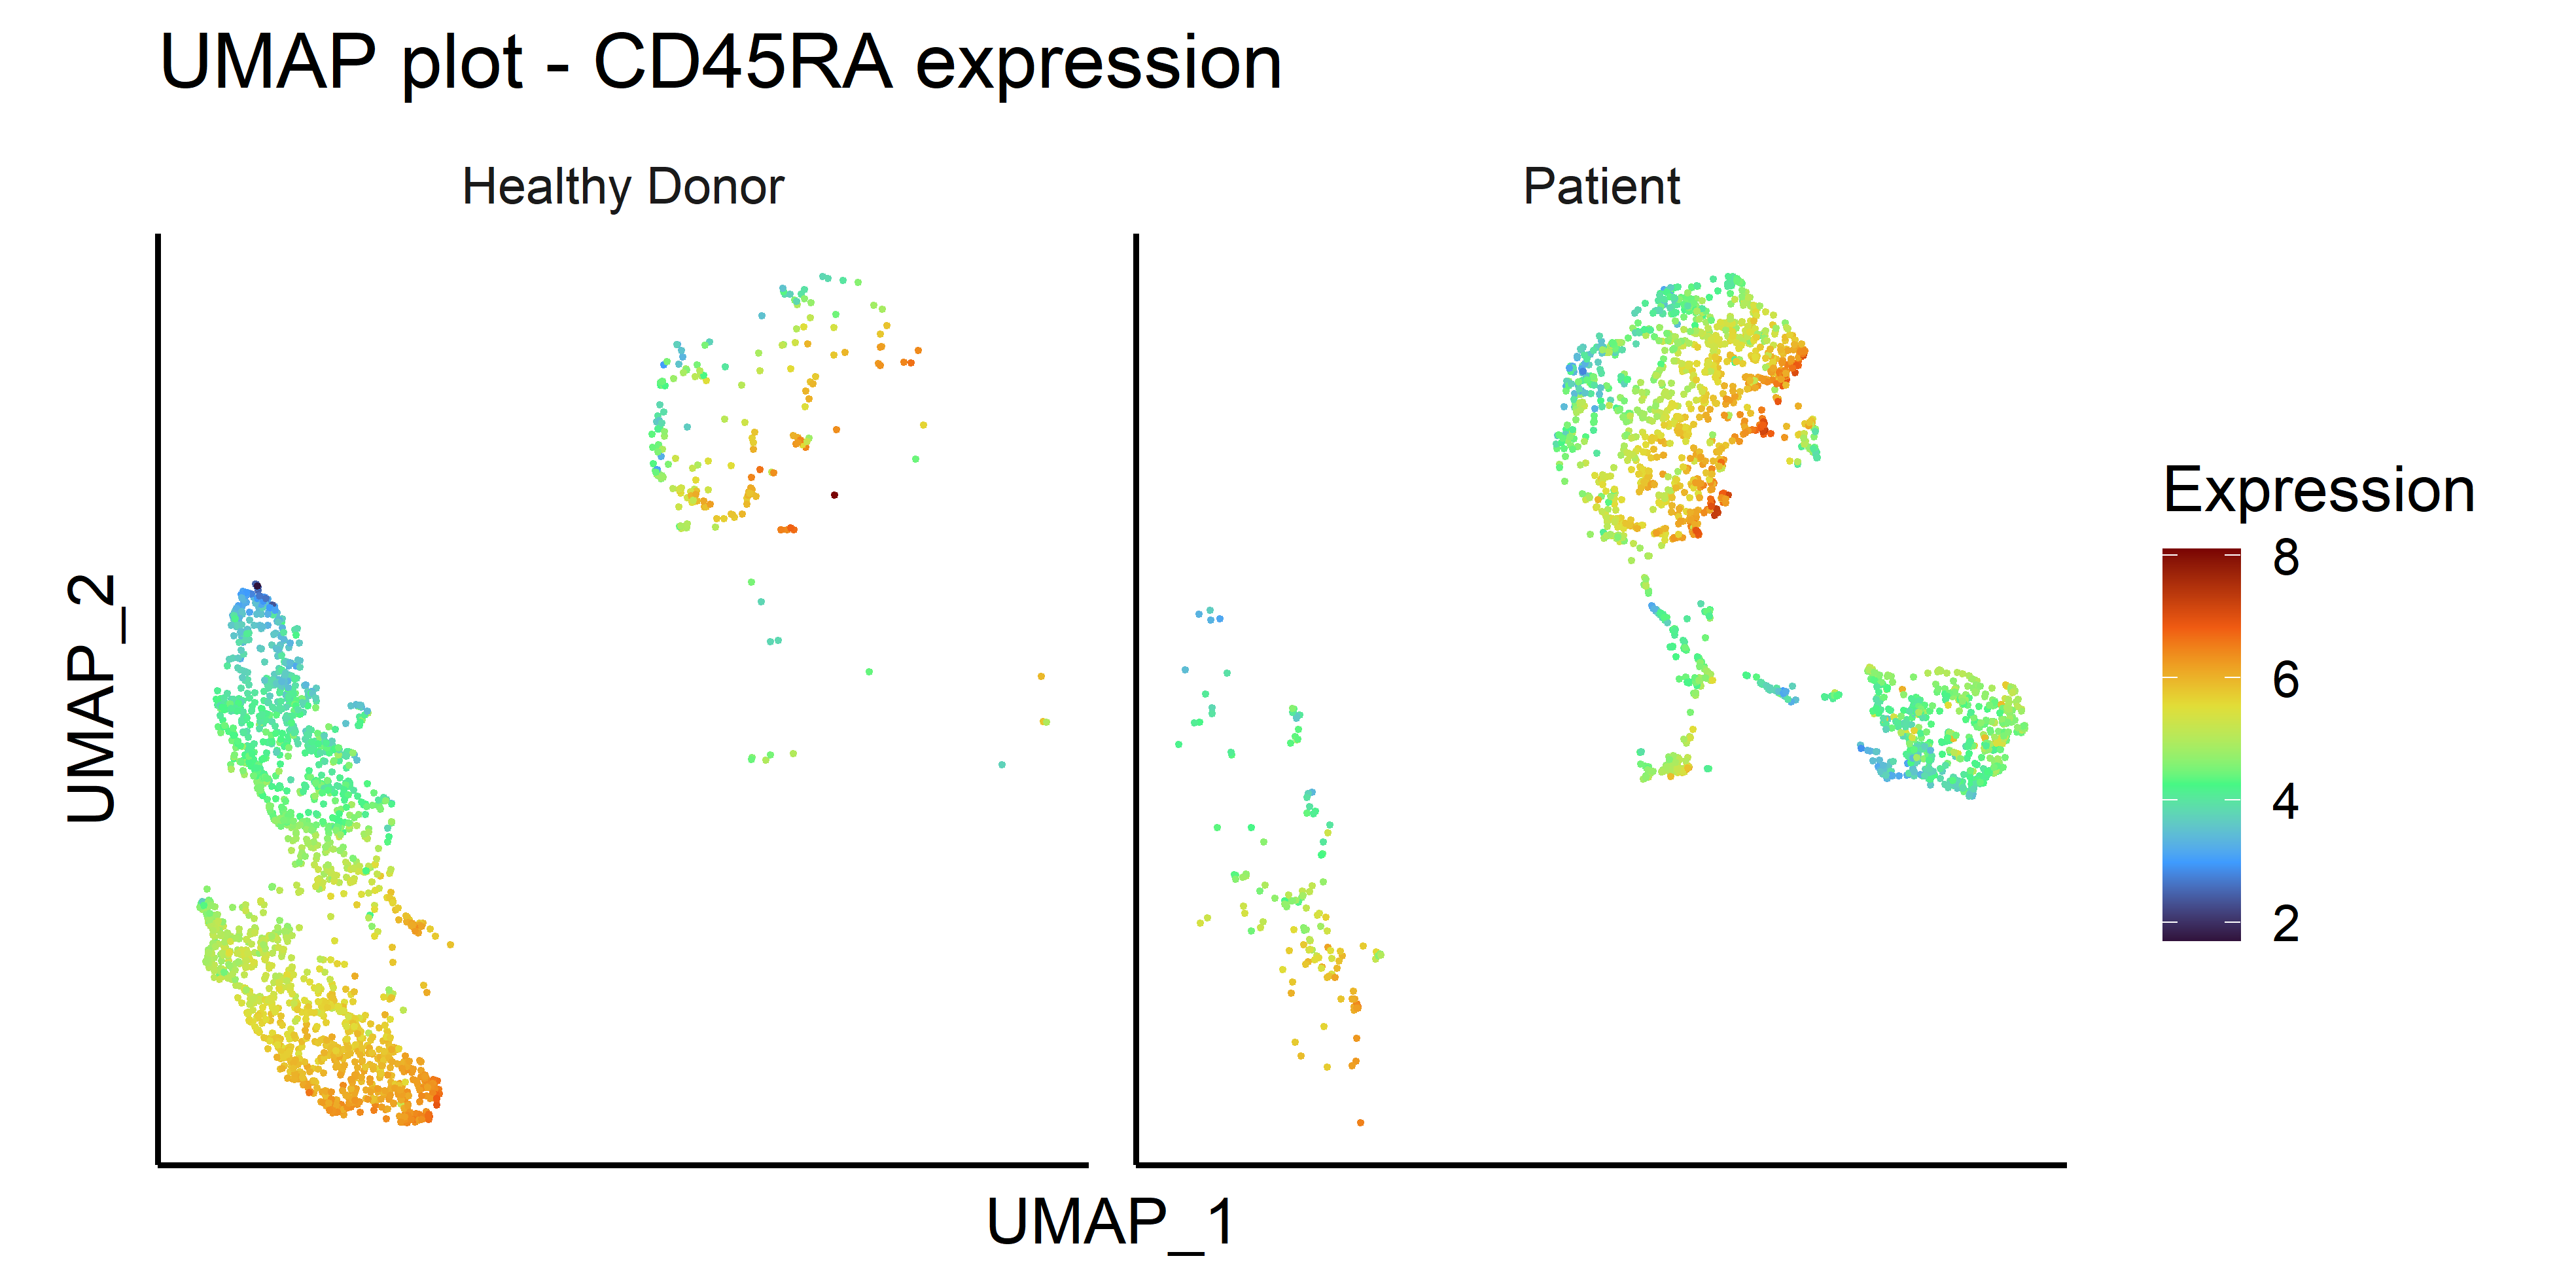 UMAP plot - CD45RA expression
Healthy Donor
Patient
UMAP_2
UMAP_1
Expression
8
6
4
2